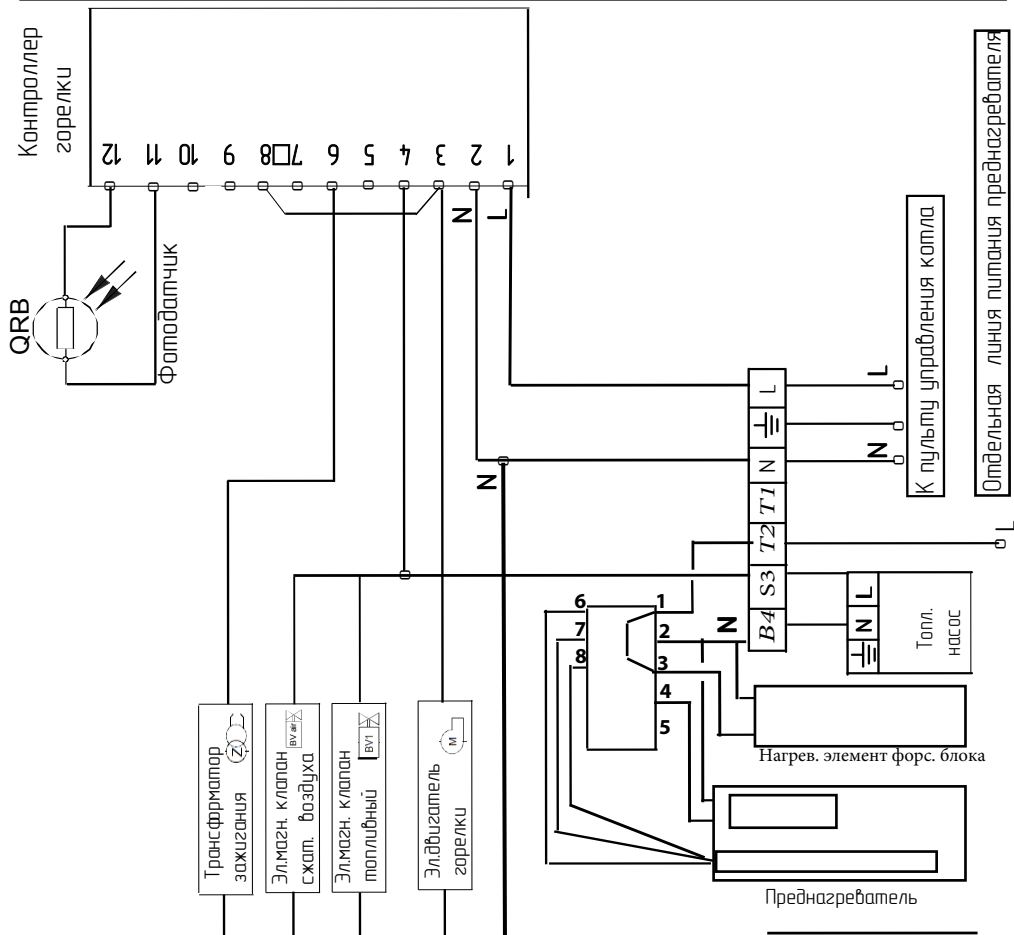 Контроллер
горелки
12
11
10
9
8
7
6
5
4
3
2
1
N
L
QRB
Фотодатчик
L
N
T1
T2
S3
B4
L
N
К пульту управления котла
Отдельная линия питания преднагревателя
L
N
N
L
N
Топл.
насос
6
7
8
1
2
3
4
5
Нагрев. элемент форс. блока
Преднагреватель
Трансформатор
зажигания
Z
Эл.магн. клапан
сжат. воздуха
BV air
Эл.магн. клапан
топливный
BV1
Эл.двигатель
горелки
M